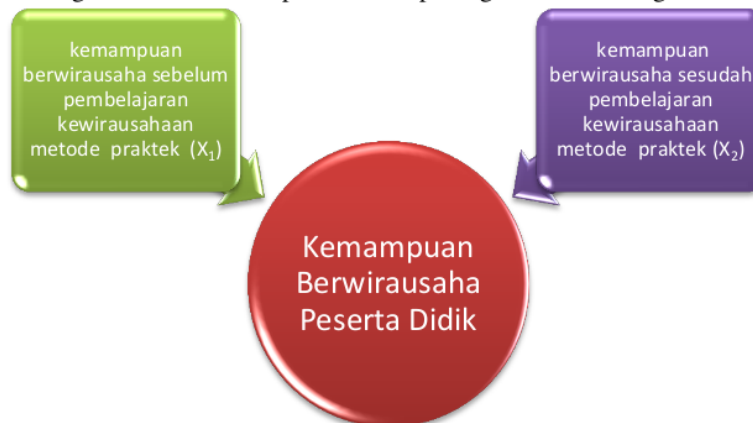 kemampuan
berwirausaha sebelum
pembelajaran
kewirausahaan
metode praktek (X₁)
kemampuan
berwirausaha sesudah
pembelajaran
kewirausahaan
metode praktek (X₂)
Kemampuan
Berwirausaha
Peserta Didik